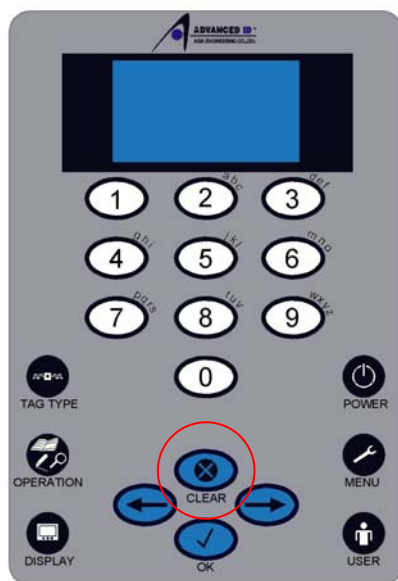 ADVANCED ID
ASIA ENGINEERING CO.,LTD.
1 2 abc 3 def
4 ghi 5 jkl 6 mno
7 pqrs 8 tuv 9 wxyz
0
TAG TYPE POWER
OPERATION CLEAR MENU
DISPLAY OK USER